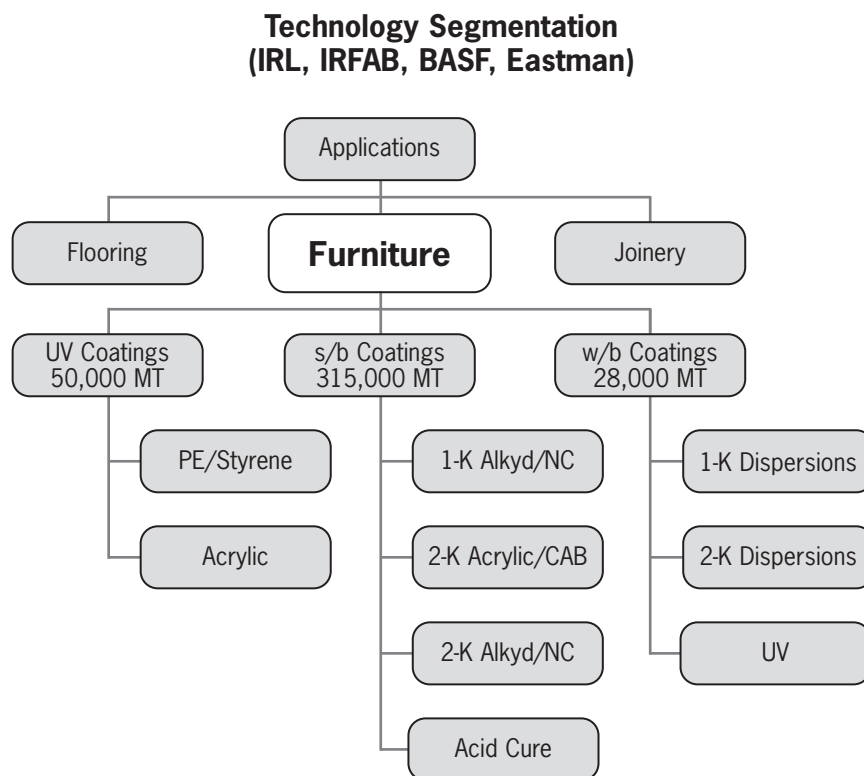 Technology Segmentation
(IRL, IRFAB, BASF, Eastman)
Applications
Flooring
Furniture
Joinery
UV Coatings
50,000 MT
s/b Coatings
315,000 MT
w/b Coatings
28,000 MT
PE/Styrene
1-K Alkyd/NC
1-K Dispersions
Acrylic
2-K Acrylic/CAB
2-K Dispersions
2-K Alkyd/NC
UV
Acid Cure